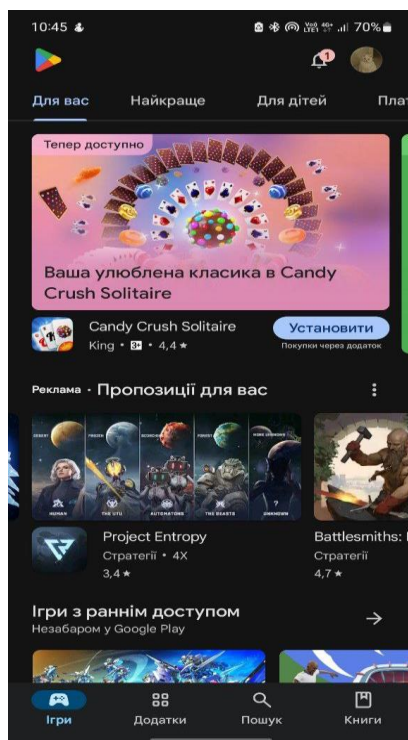 10:45
70%
1
Для вас Найкраще Для дітей Плат
Тепер доступно
Ваша улюблена класика в Candy
Crush Solitaire
Candy Crush Solitaire
King • 3+ • 4,4 ★
Установити
Покупки через додаток
Реклама • Пропозиції для вас
HUMAN THE UTU AUTOMATONS THE BEASTS UNKNOWN
Project Entropy
Стратегії • 4X
3,4 ★
Battlesmiths:
Стратегії
4,7 ★
Ігри з раннім доступом
Незабаром у Google Play
Ігри Додатки Пошук Книги